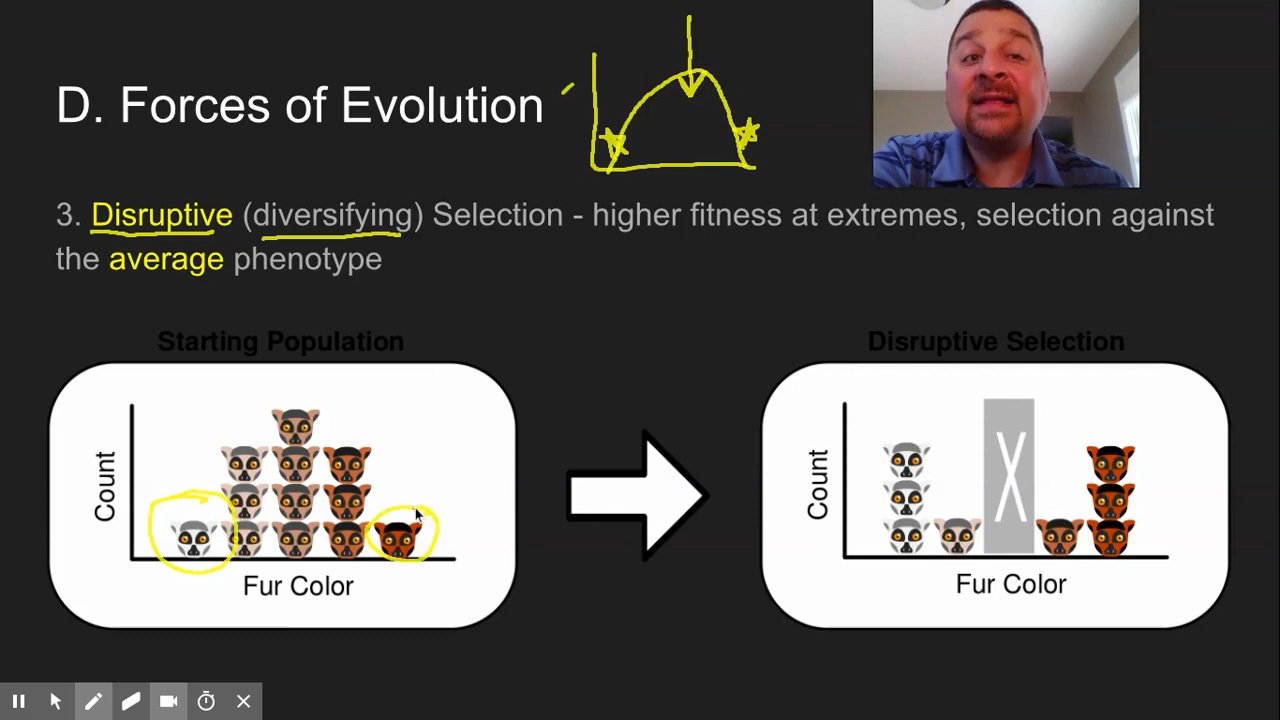 D. Forces of Evolution
3. Disruptive (diversifying) Selection - higher fitness at extremes, selection against
the average phenotype
Starting Population
Count
Fur Color
Disruptive Selection
Count
X
Fur Color